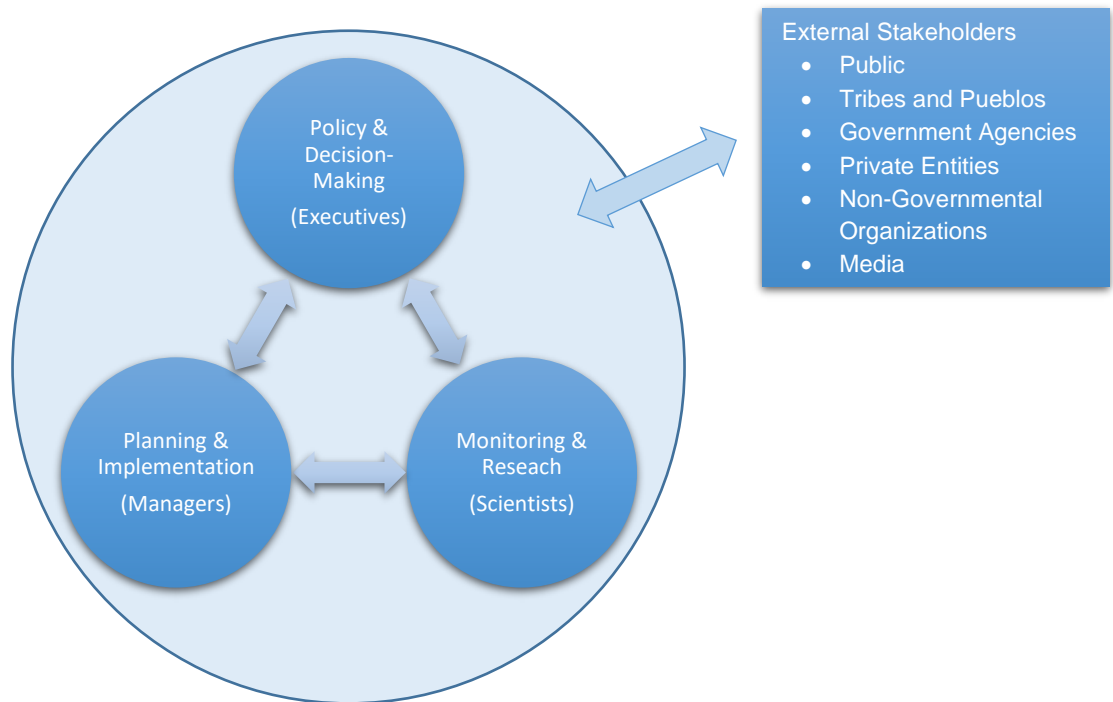 External Stakeholders
• Public
• Tribes and Pueblos
• Government Agencies
• Private Entities
• Non-Governmental
Organizations
• Media
Policy &
Decision-
Making
(Executives)
Planning &
Implementation
(Managers)
Monitoring &
Reseach
(Scientists)